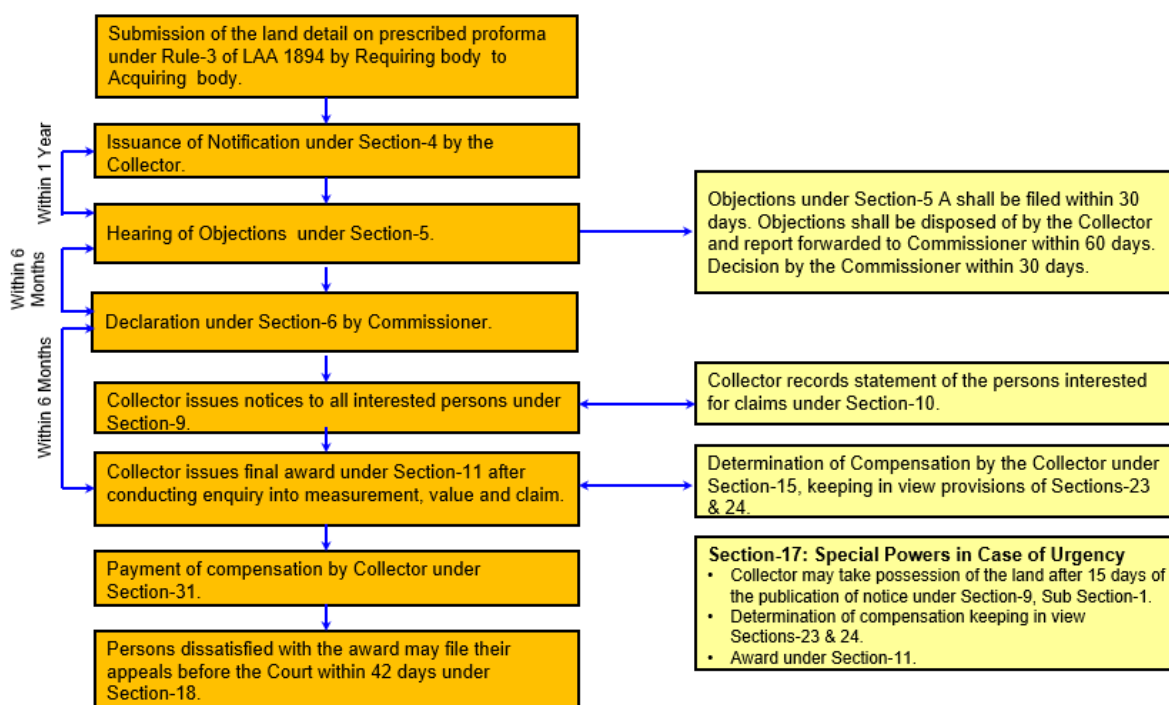 Submission of the land detail on prescribed proforma
under Rule-3 of LAA 1894 by Requiring body to
Acquiring body.
Within 1 Year
Issuance of Notification under Section-4 by the
Collector.
Hearing of Objections under Section-5.
Objections under Section-5 A shall be filed within 30
days. Objections shall be disposed of by the Collector
and report forwarded to Commissioner within 60 days.
Decision by the Commissioner within 30 days.
Within 6
Months
Declaration under Section-6 by Commissioner.
Within 6 Months
Collector issues notices to all interested persons under
Section-9.
Collector records statement of the persons interested
for claims under Section-10.
Collector issues final award under Section-11 after
conducting enquiry into measurement, value and claim.
Determination of Compensation by the Collector under
Section-15, keeping in view provisions of Sections-23
& 24.
Payment of compensation by Collector under
Section-31.
Section-17: Special Powers in Case of Urgency
• Collector may take possession of the land after 15 days of
the publication of notice under Section-9, Sub Section-1.
• Determination of compensation keeping in view
Sections-23 & 24.
• Award under Section-11.
Persons dissatisfied with the award may file their
appeals before the Court within 42 days under
Section-18.